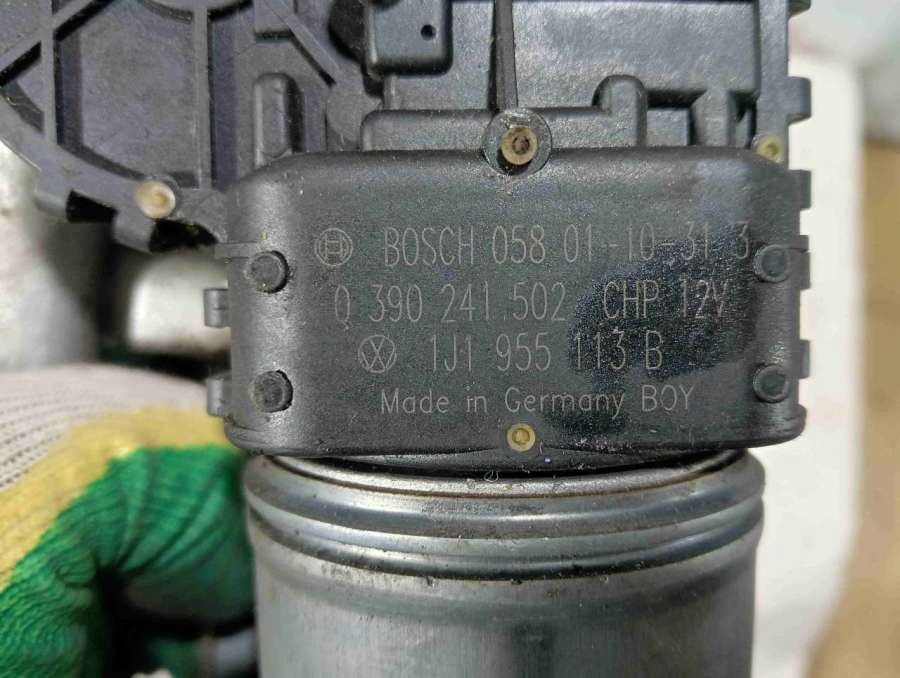 BOSCH 058 01-10-31 3
0 390 241 502 CHP 12V
1J1 955 113 B
Made in Germany BOY